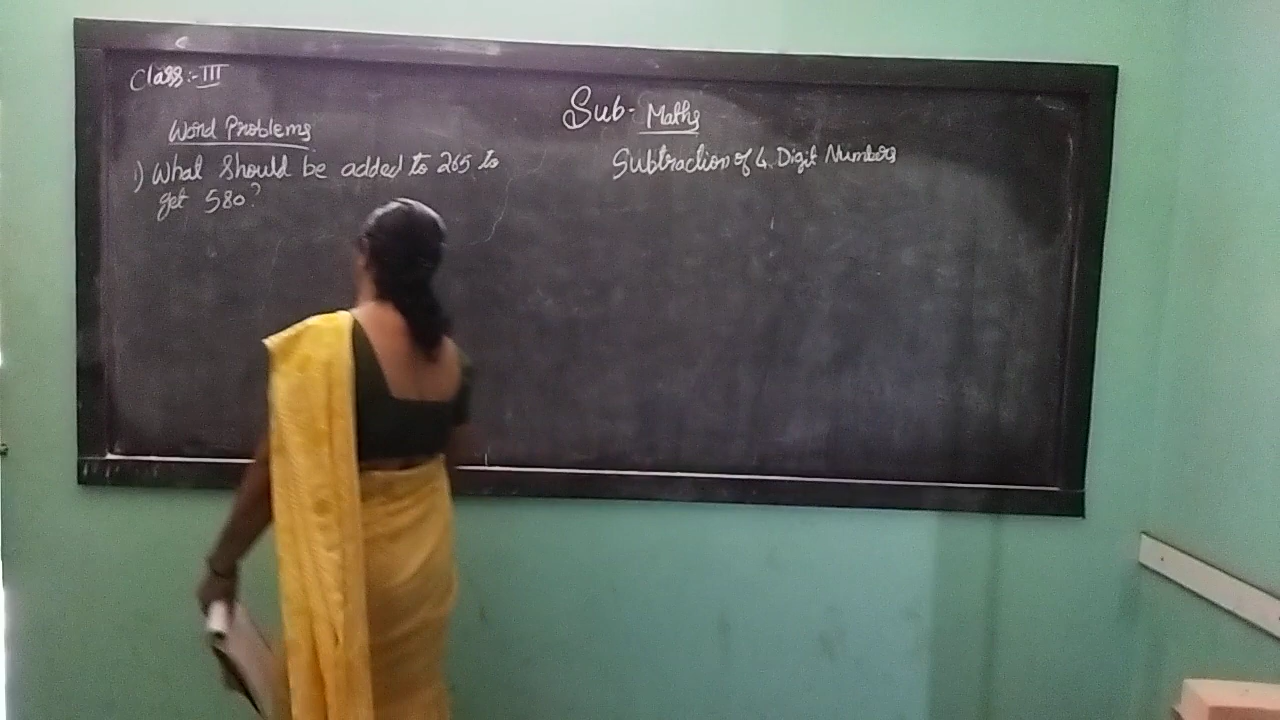 Class:- III
Sub- Maths
Word Problems
1) What should be added to 265 to
get 580?
Subtraction of 4 Digit Numbers